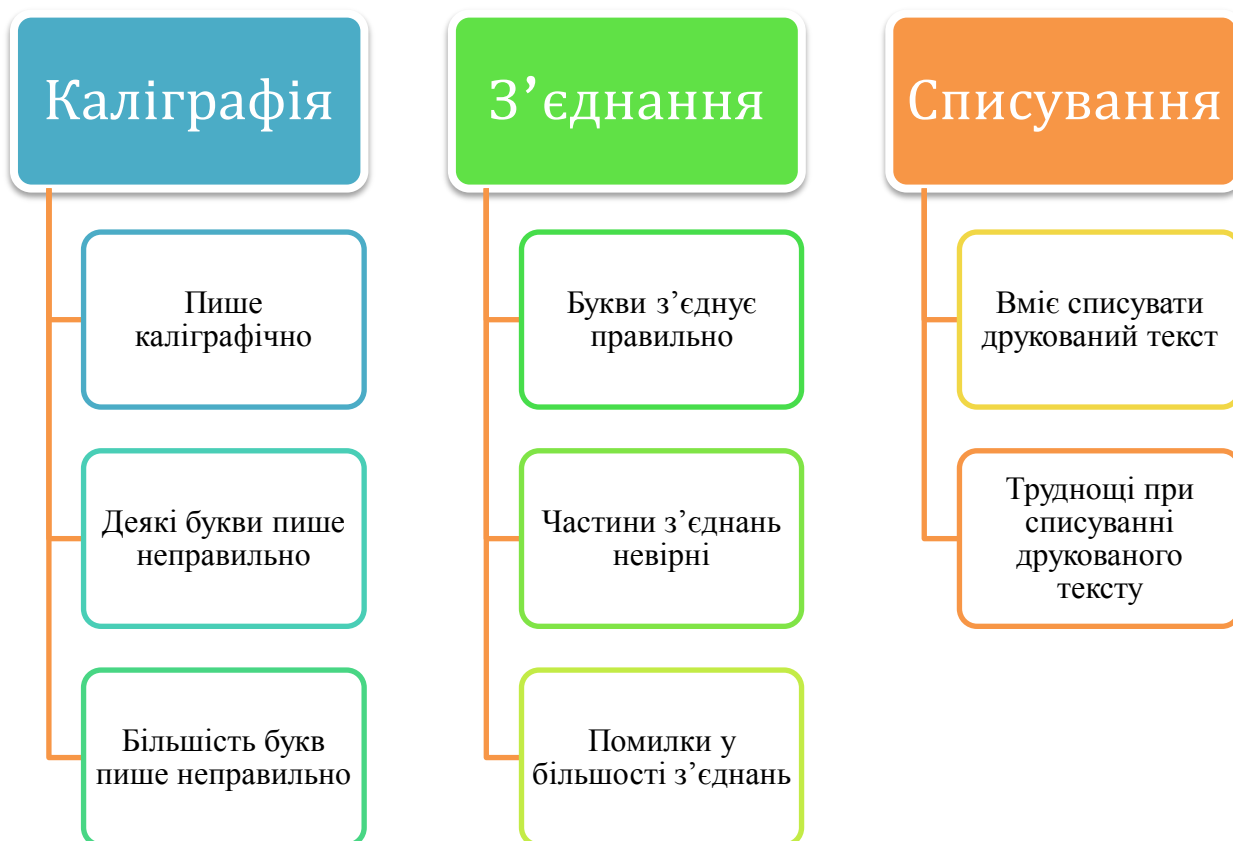 Каліграфія
Пише
каліграфічно
Деякі букви пише
неправильно
Більшість букв
пише неправильно
З’єднання
Букви з’єднує
правильно
Частини з’єднань
невірні
Помилки у
більшості з’єднань
Списування
Вміє списувати
друкований текст
Труднощі при
списуванні
друкованого
тексту